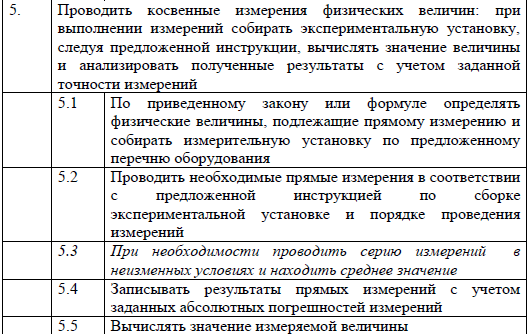 5. Проводить косвенные измерения физических величин: при
выполнении измерений собирать экспериментальную установку,
следуя предложенной инструкции, вычислять значение величины
и анализировать полученные результаты с учетом заданной
точности измерений
5.1 По приведенному закону или формуле определять
физические величины, подлежащие прямому измерению и
собирать измерительную установку по предложенному
перечню оборудования
5.2 Проводить необходимые прямые измерения в соответствии
с предложенной инструкцией по сборке
экспериментальной установке и порядке проведения
измерений
5.3 При необходимости проводить серию измерений в
неизменных условиях и находить среднее значение
5.4 Записывать результаты прямых измерений с учетом
заданных абсолютных погрешностей измерений
5.5 Вычислять значение измеряемой величины